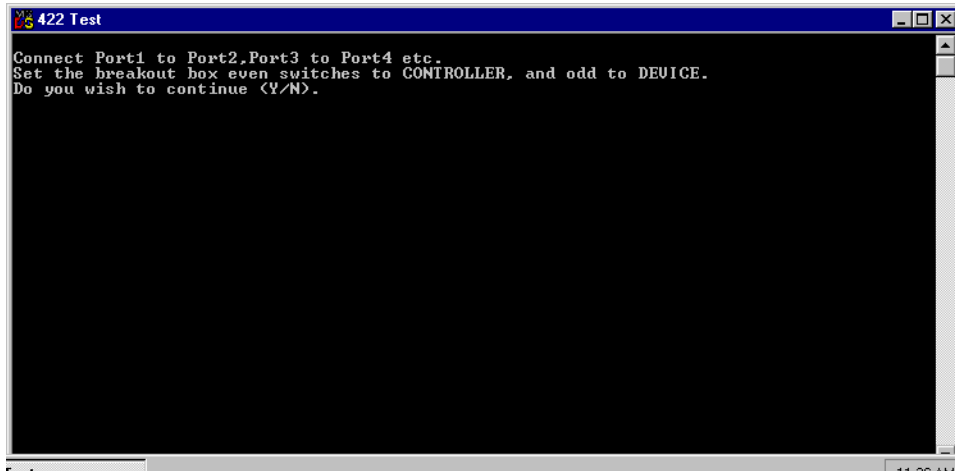 422 Test
Connect Port1 to Port2,Port3 to Port4 etc.
Set the breakout box even switches to CONTROLLER, and odd to DEVICE.
Do you wish to continue (Y/N).